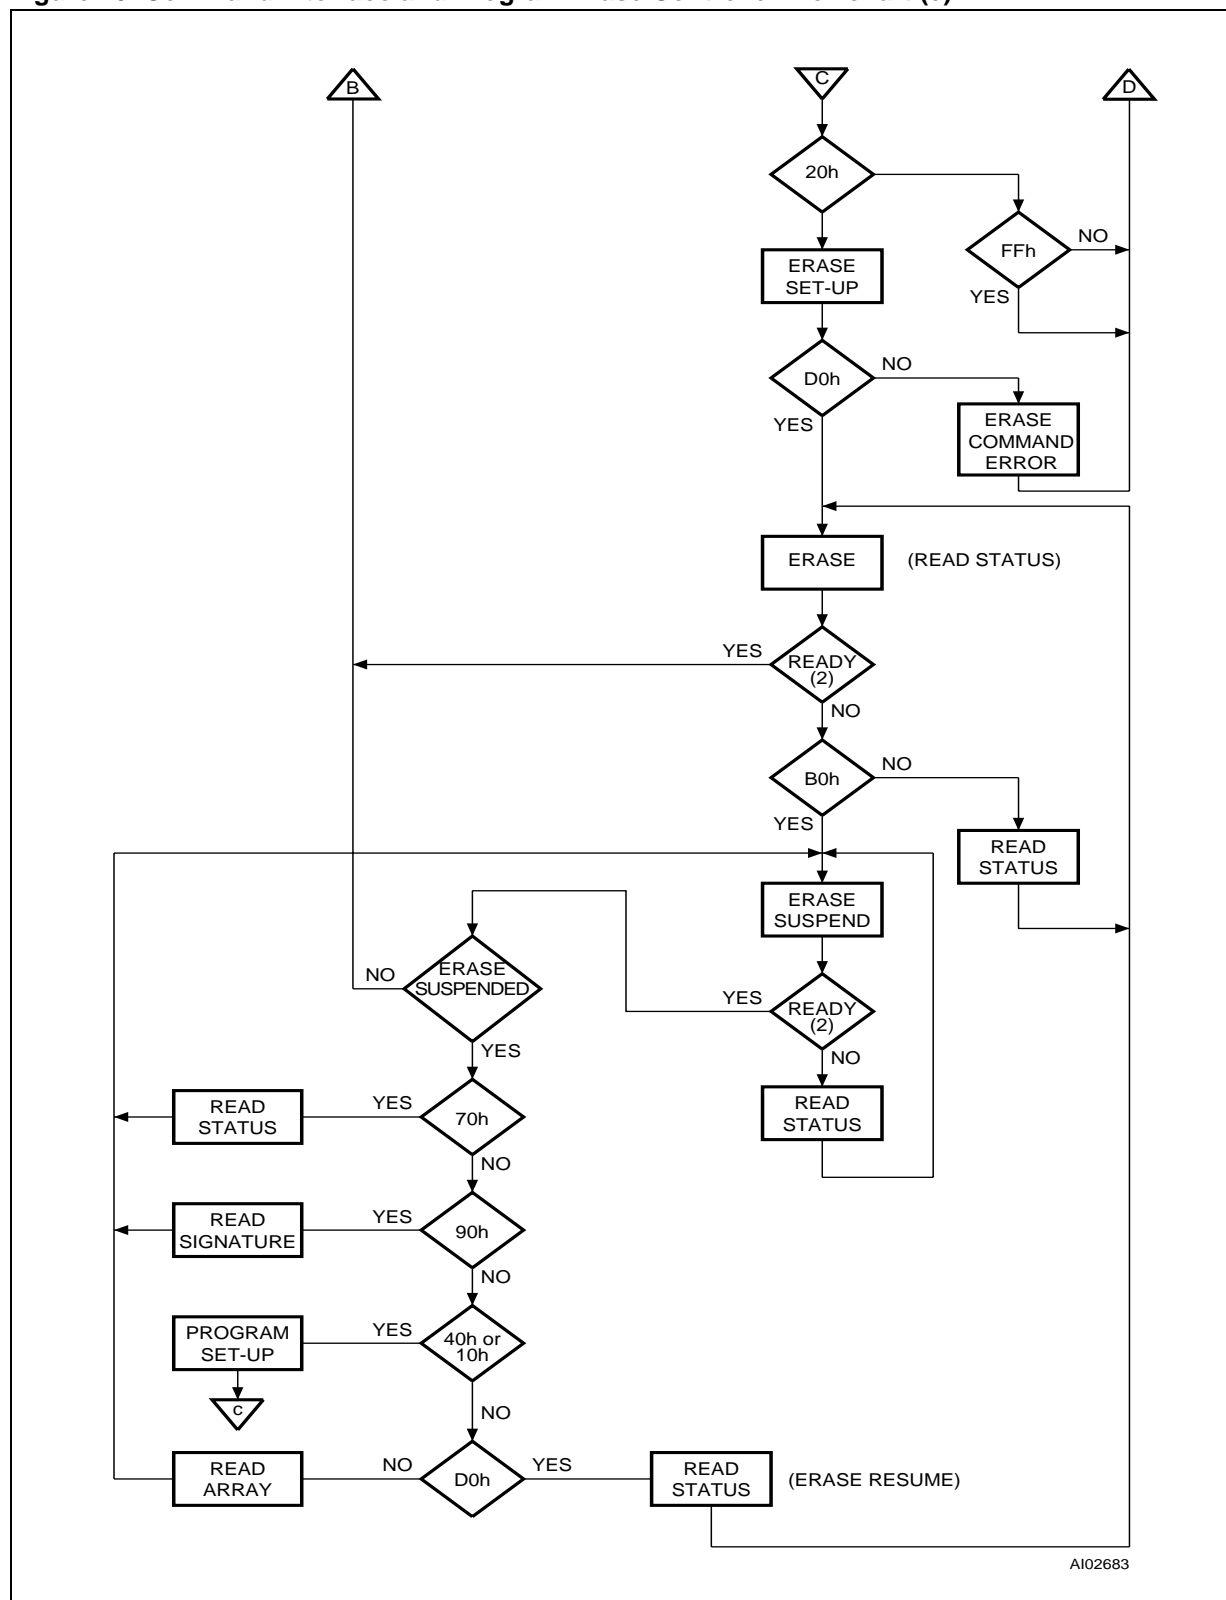 B
C
D
20h
FFh
NO
YES
ERASE
SET-UP
D0h
NO
YES
ERASE
COMMAND
ERROR
ERASE
(READ STATUS)
YES
READY
(2)
NO
B0h
NO
YES
READ
STATUS
ERASE
SUSPEND
ERASE
SUSPENDED
NO
YES
YES
READY
(2)
NO
READ
STATUS
READ
STATUS
YES
70h
NO
READ
SIGNATURE
YES
90h
NO
PROGRAM
SET-UP
YES
40h or
10h
c
NO
READ
ARRAY
NO
D0h
YES
READ
STATUS
(ERASE RESUME)
AI02683